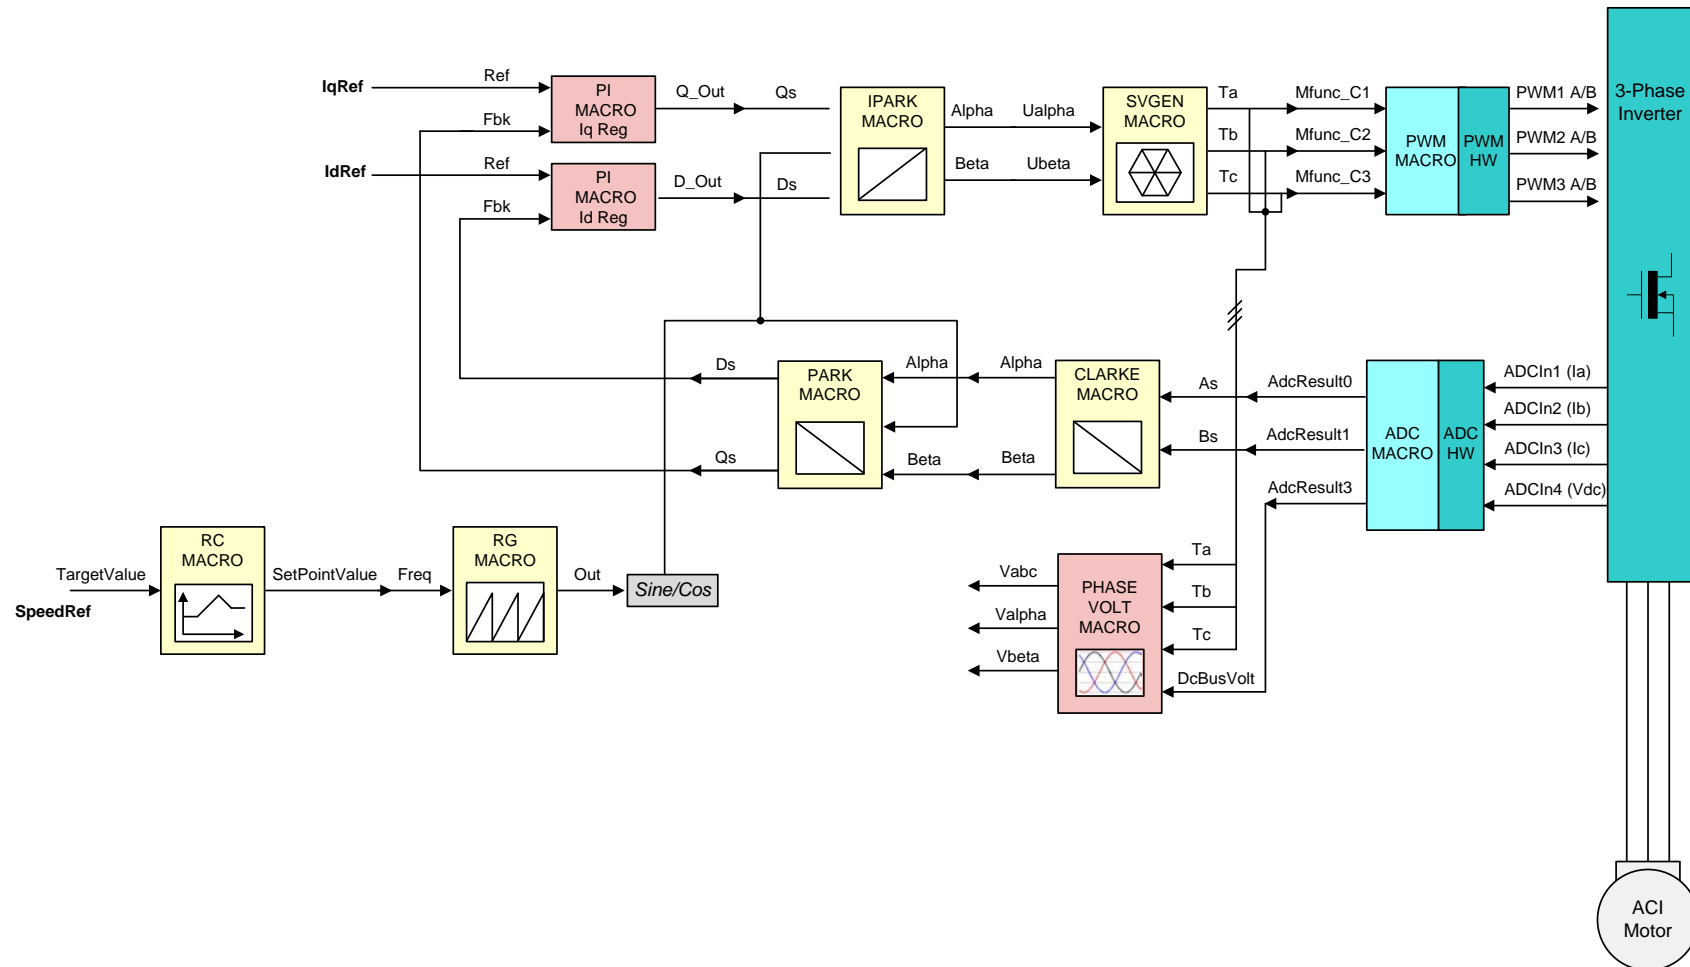 IqRef
Ref
Fbk
PI
MACRO
Iq Reg
Q_Out
Qs
IdRef
Ref
Fbk
PI
MACRO
Id Reg
D_Out
Ds
IPARK
MACRO
Alpha
Ualpha
Beta
Ubeta
SVGEN
MACRO
Ta
Mfunc_C1
Tb
Mfunc_C2
Tc
Mfunc_C3
PWM
MACRO
PWM
HW
PWM1 A/B
PWM2 A/B
PWM3 A/B
3-Phase
Inverter
Ds
Qs
PARK
MACRO
Alpha
Alpha
Beta
Beta
CLARKE
MACRO
As
AdcResult0
Bs
AdcResult1
AdcResult3
ADC
MACRO
ADC
HW
ADCIn1 (Ia)
ADCIn2 (Ib)
ADCIn3 (Ic)
ADCIn4 (Vdc)
TargetValue
SpeedRef
RC
MACRO
SetPointValue
Freq
RG
MACRO
Out
Sine/Cos
Vabc
Valpha
Vbeta
PHASE
VOLT
MACRO
Ta
Tb
Tc
DcBusVolt
ACI
Motor